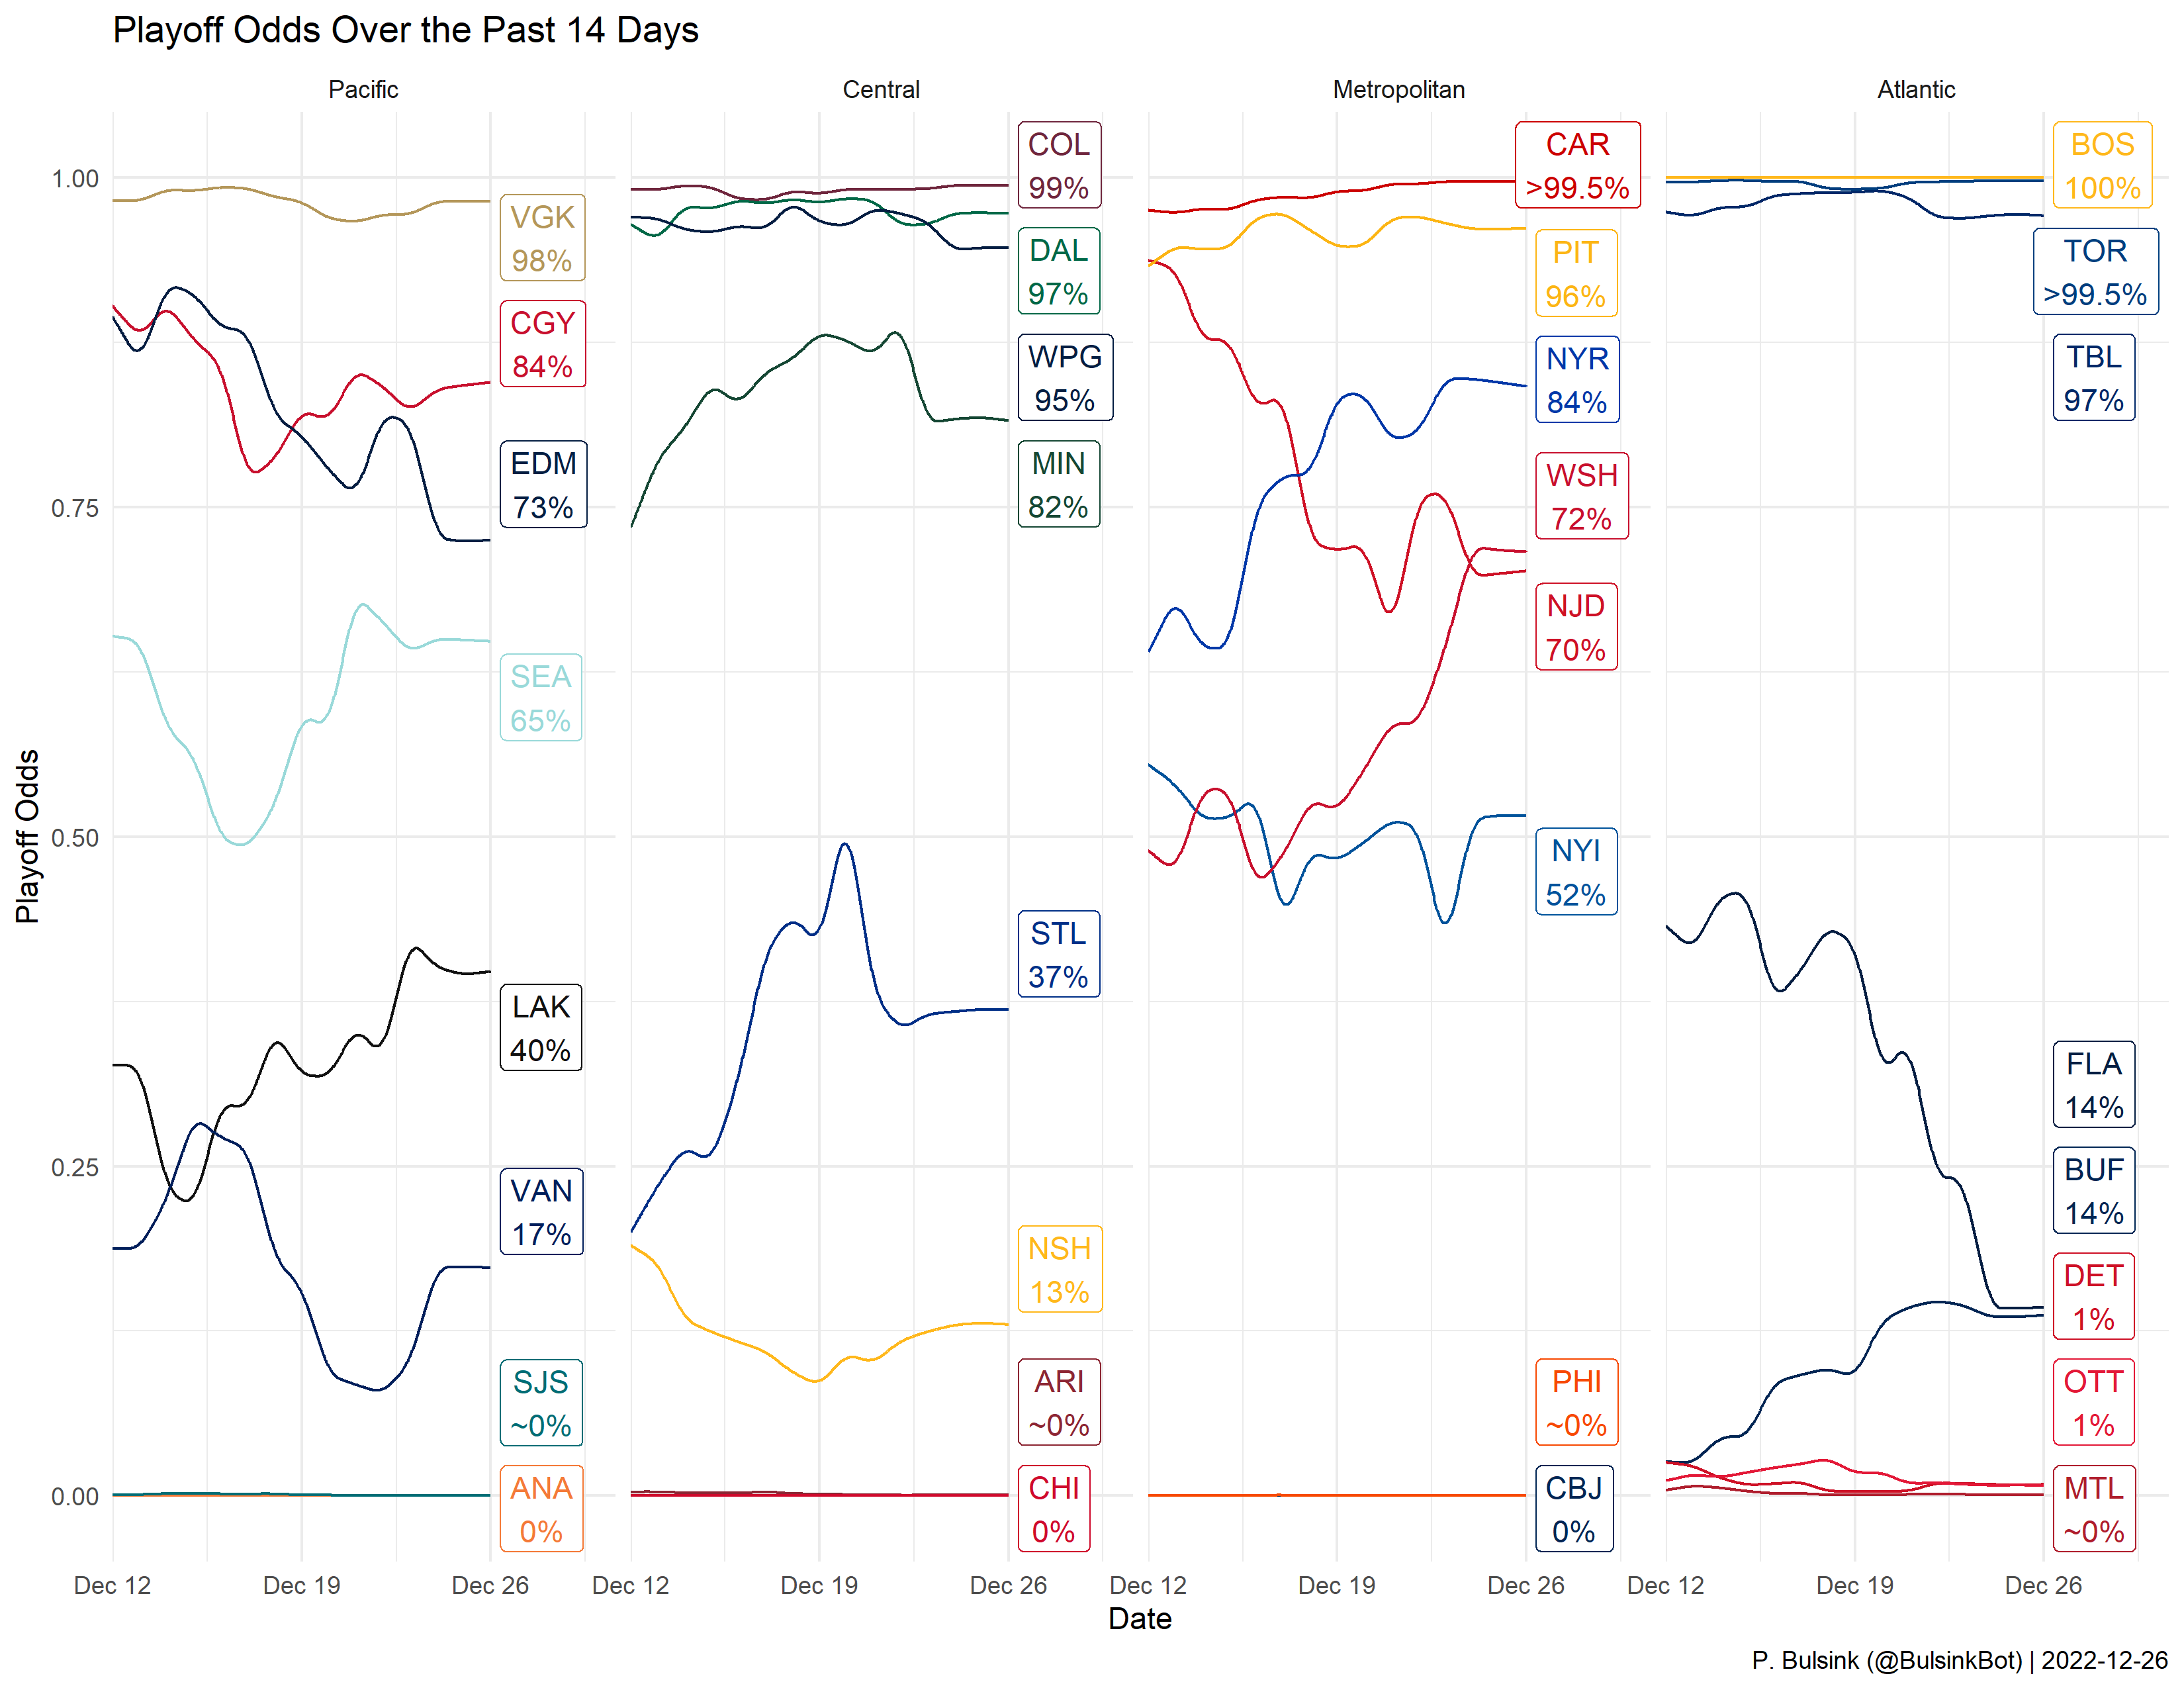 Playoff Odds Over the Past 14 Days
Pacific
Central
Metropolitan
Atlantic
Playoff Odds
1.00
0.75
0.50
0.25
0.00
VGK
98%
CGY
84%
EDM
73%
SEA
65%
LAK
40%
VAN
17%
SJS
~0%
ANA
0%
COL
99%
DAL
97%
WPG
95%
MIN
82%
STL
37%
NSH
13%
ARI
~0%
CHI
0%
CAR
>99.5%
PIT
96%
NYR
84%
WSH
72%
NJD
70%
NYI
52%
PHI
~0%
CBJ
0%
BOS
100%
TOR
>99.5%
TBL
97%
FLA
14%
BUF
14%
DET
1%
OTT
1%
MTL
~0%
Dec 12 Dec 19 Dec 26 Dec 12 Dec 19 Dec 26 Dec 12 Dec 19 Dec 26 Dec 12 Dec 19 Dec 26
Date
P. Bulsink (@BulsinkBot) | 2022-12-26